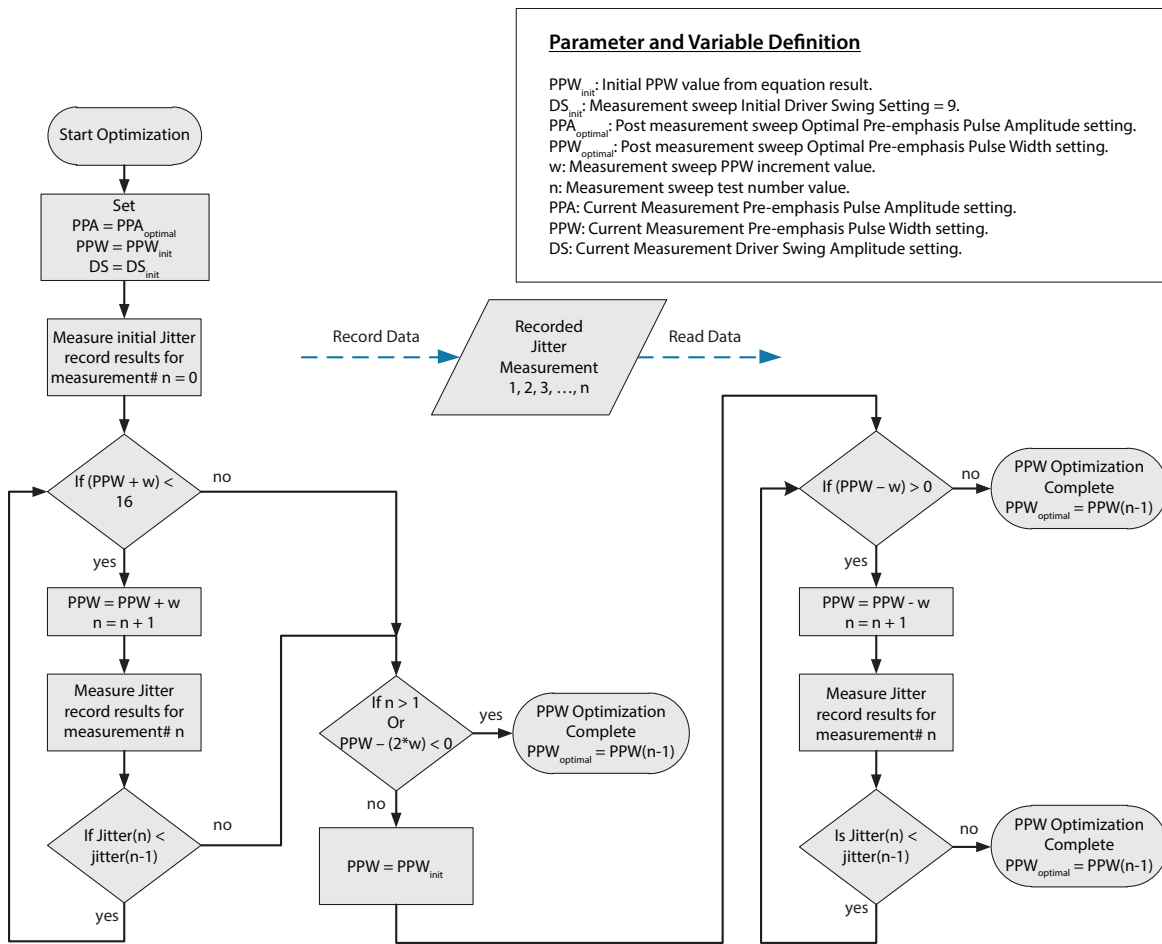 Parameter and Variable Definition
PPWinit: Initial PPW value from equation result.
DSinit: Measurement sweep Initial Driver Swing Setting = 9.
PPAoptimal: Post measurement sweep Optimal Pre-emphasis Pulse Amplitude setting.
PPWoptimal: Post measurement sweep Optimal Pre-emphasis Pulse Width setting.
w: Measurement sweep PPW increment value.
n: Measurement sweep test number value.
PPA: Current Measurement Pre-emphasis Pulse Amplitude setting.
PPW: Current Measurement Pre-emphasis Pulse Width setting.
DS: Current Measurement Driver Swing Amplitude setting.
Start Optimization
Set
PPA = PPAoptimal
PPW = PPWinit
DS = DSinit
Measure initial Jitter
record results for
measurement# n = 0
Record Data
Recorded
Jitter
Measurement
1, 2, 3, …, n
Read Data
If (PPW + w) <
16
no
yes
PPW = PPW + w
n = n + 1
Measure Jitter
record results for
measurement# n
If Jitter(n) <
jitter(n-1)
no
yes
If n > 1
Or
PPW – (2*w) < 0
yes
no
PPW Optimization
Complete
PPWoptimal = PPW(n-1)
PPW = PPWinit
If (PPW – w) > 0
no
yes
PPW Optimization
Complete
PPWoptimal = PPW(n-1)
PPW = PPW - w
n = n + 1
Measure Jitter
record results for
measurement# n
Is Jitter(n) <
jitter(n-1)
no
yes
PPW Optimization
Complete
PPWoptimal = PPW(n-1)